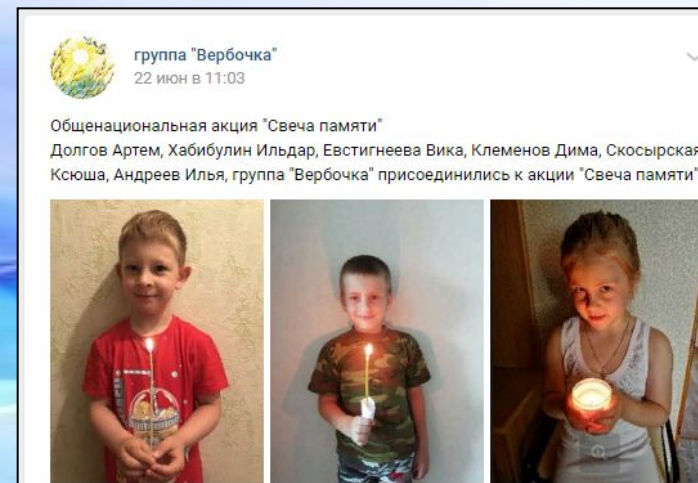 группа "Вербочка"
22 июн в 11:03
Общенациональная акция "Свеча памяти"
Долгов Артем, Хабибулин Ильдар, Евстигнеева Вика, Клеменов Дима, Скосырская
Ксюша, Андреев Илья, группа "Вербочка" присоединились к акции "Свеча памяти"